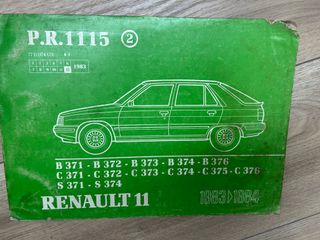 P.R.1115 2
1983
B 371 - B 372 - B 373 - B 374 - B 376
C 371 - C 372 - C 373 - C 374 - C 375 - C 376
S 371 - S 374
RENAULT 11 1983>1984